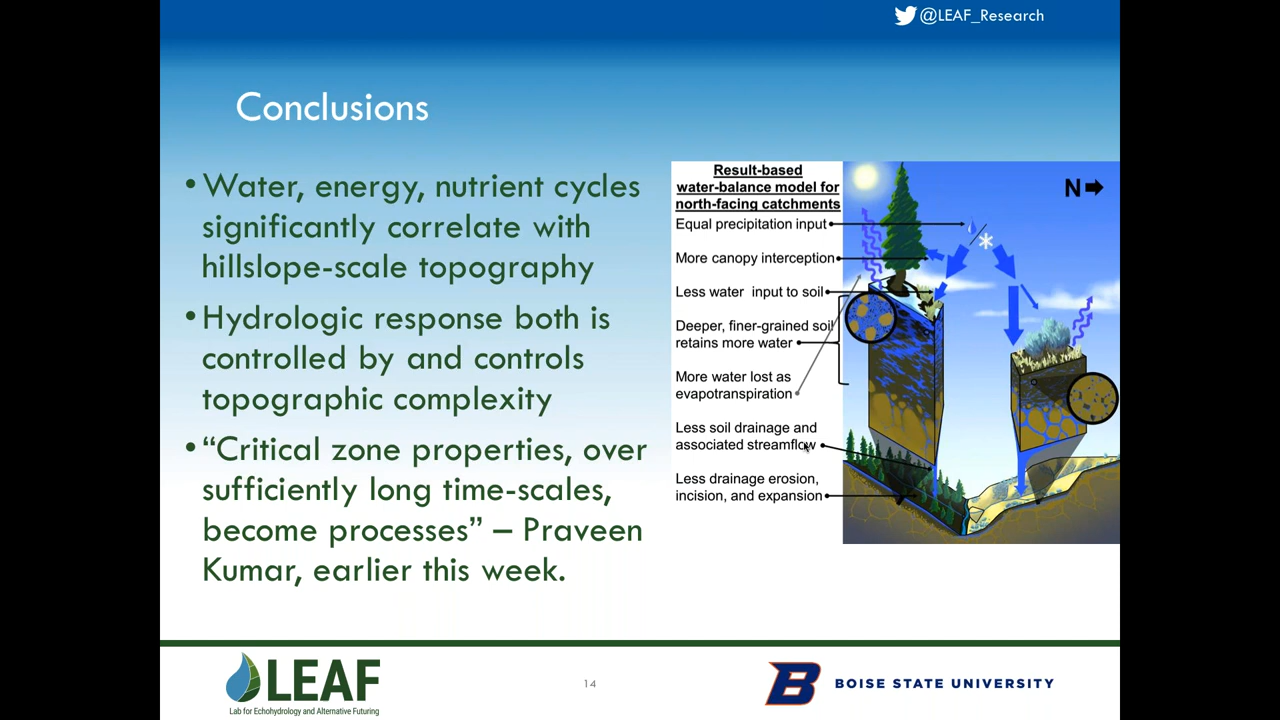 @LEAF_Research
Conclusions
• Water, energy, nutrient cycles
significantly correlate with
hillslope-scale topography
• Hydrologic response both is
controlled by and controls
topographic complexity
• “Critical zone properties, over
sufficiently long time-scales,
become processes” – Praveen
Kumar, earlier this week.
Result-based
water-balance model for
north-facing catchments
Equal precipitation input
More canopy interception
Less water input to soil
Deeper, finer-grained soil
retains more water
More water lost as
evapotranspiration
Less soil drainage and
associated streamflow
Less drainage erosion,
incision, and expansion
N
LEAF
Lab for Echohydrology and Alternative Futuring
14
B
BOISE STATE UNIVERSITY